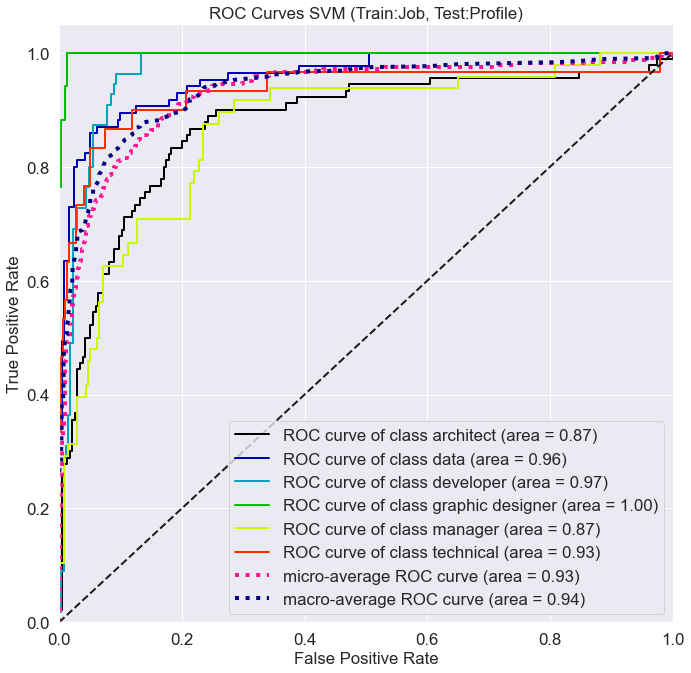 ROC Curves SVM (Train:Job, Test:Profile)
1.0
0.8
0.6
0.4
0.2
0.0
True Positive Rate
ROC curve of class architect (area = 0.87)
ROC curve of class data (area = 0.96)
ROC curve of class developer (area = 0.97)
ROC curve of class graphic designer (area = 1.00)
ROC curve of class manager (area = 0.87)
ROC curve of class technical (area = 0.93)
micro-average ROC curve (area = 0.93)
macro-average ROC curve (area = 0.94)
0.0 0.2 0.4 0.6 0.8 1.0
False Positive Rate